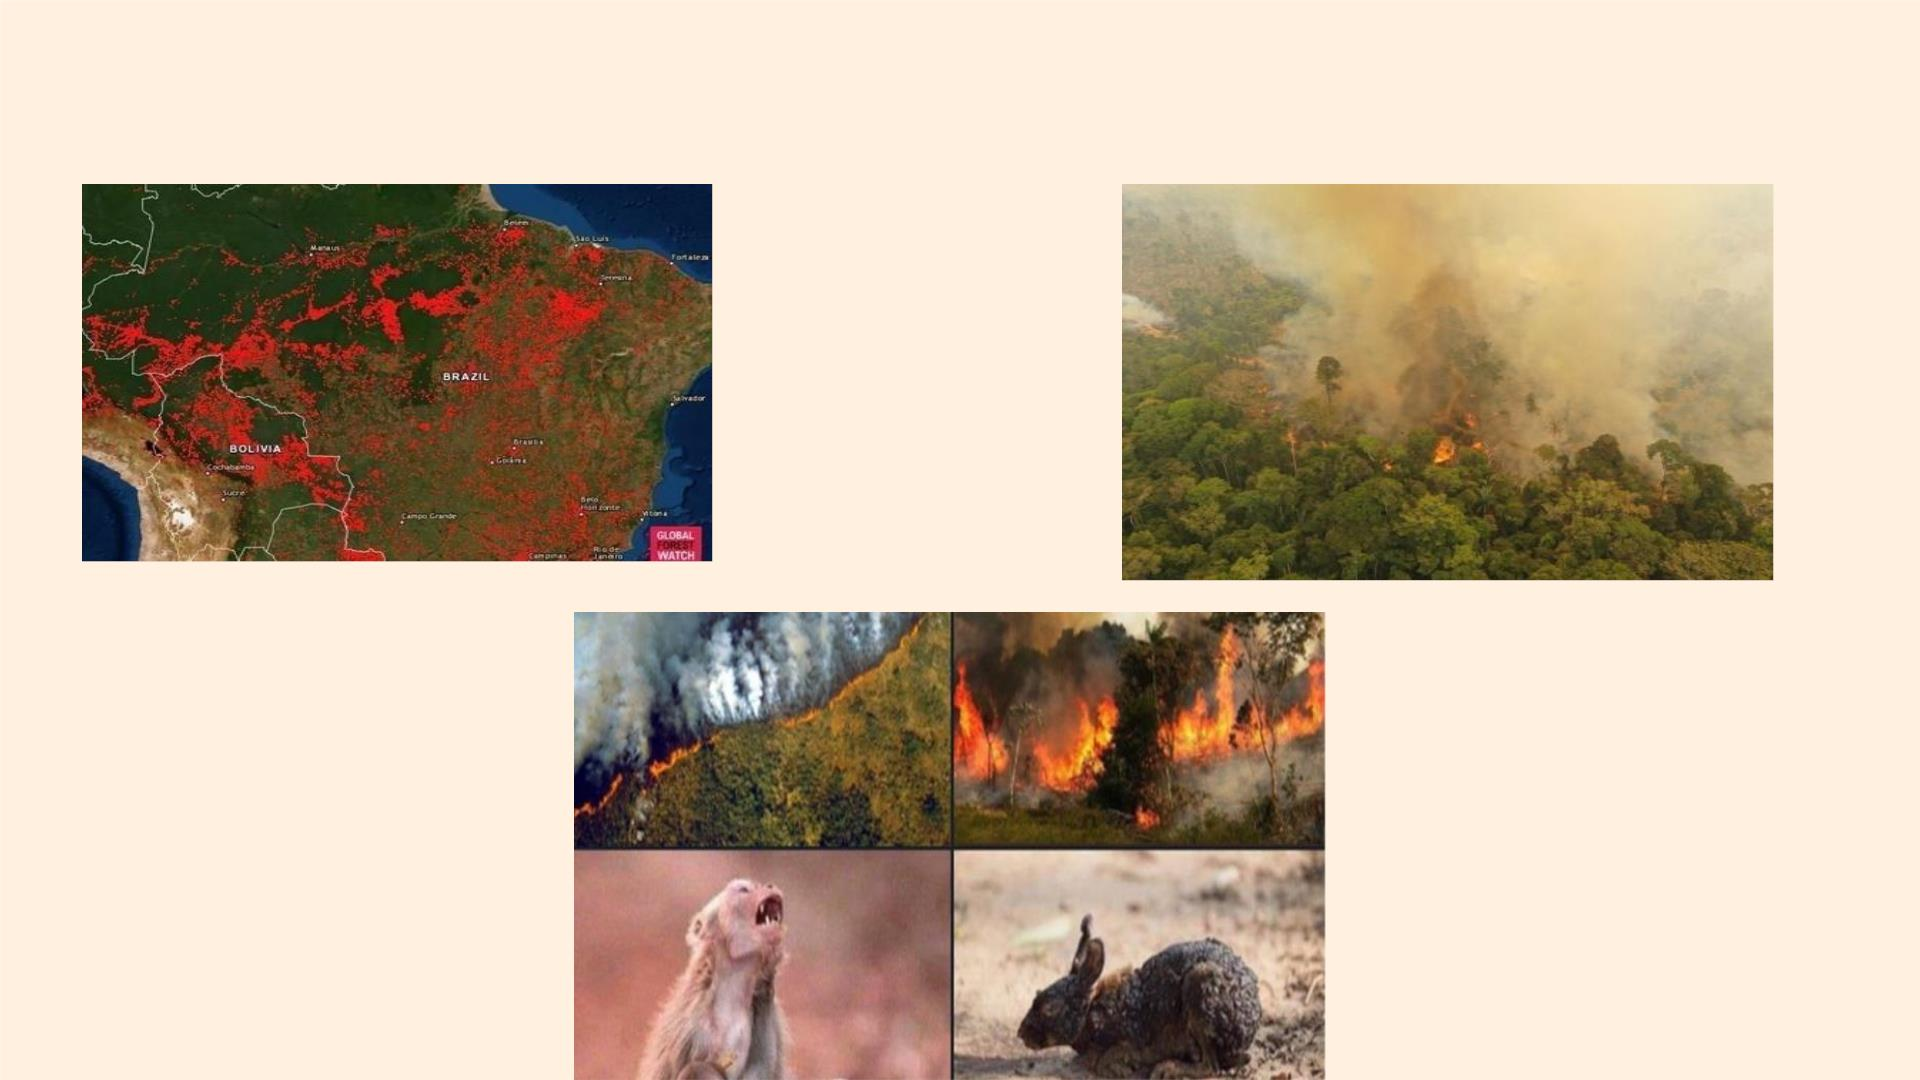 Belém
São Luís
Manaus
Fortaleza
Teresina
BRAZIL
Salvador
Brasília
BOLIVIA
Goiânia
Cochabamba
Sucre
Belo
Horizonte
Vitória
Campo Grande
GLOBAL
FOREST
WATCH
Campinas
Rio de
Janeiro